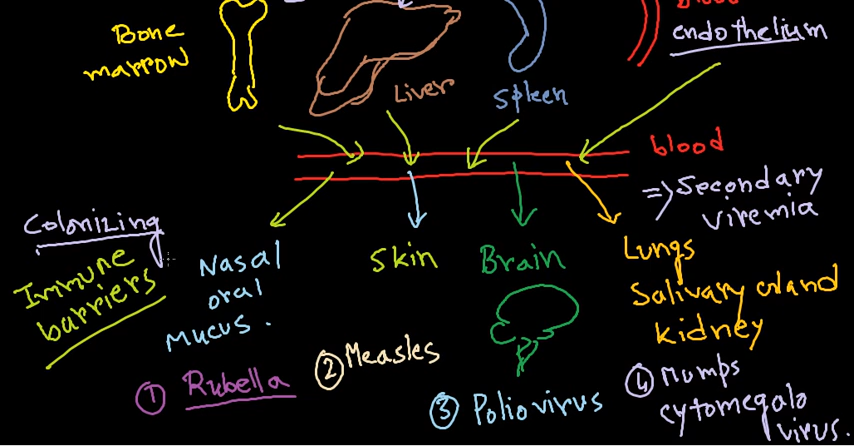 Bone
marrow
Liver
Spleen
endothelium
blood
=> Secondary
viremia
Colonizing
Immune
barriers
Nasal
oral
Mucus.
Skin
Brain
Lungs
Salivary Gland
kidney
① Rubella
② Measles
③ Poliovirus
④ Mumps
cytomegalo
virus.